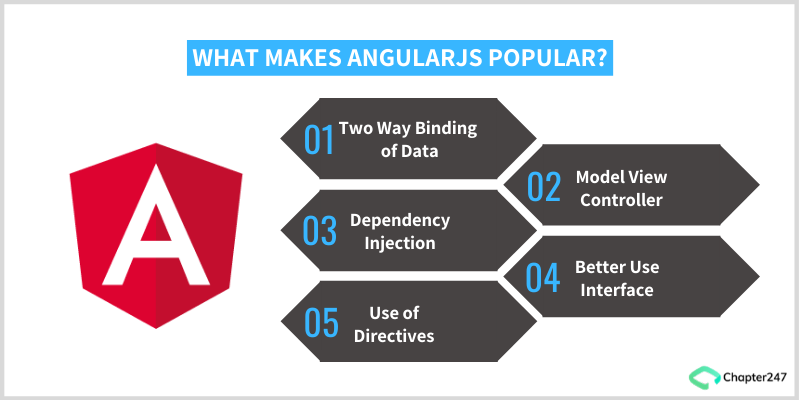 WHAT MAKES ANGULARJS POPULAR?
A
01
Two Way Binding
of Data
02
Model View
Controller
03
Dependency
Injection
04
Better Use
Interface
05
Use of
Directives
Chapter247